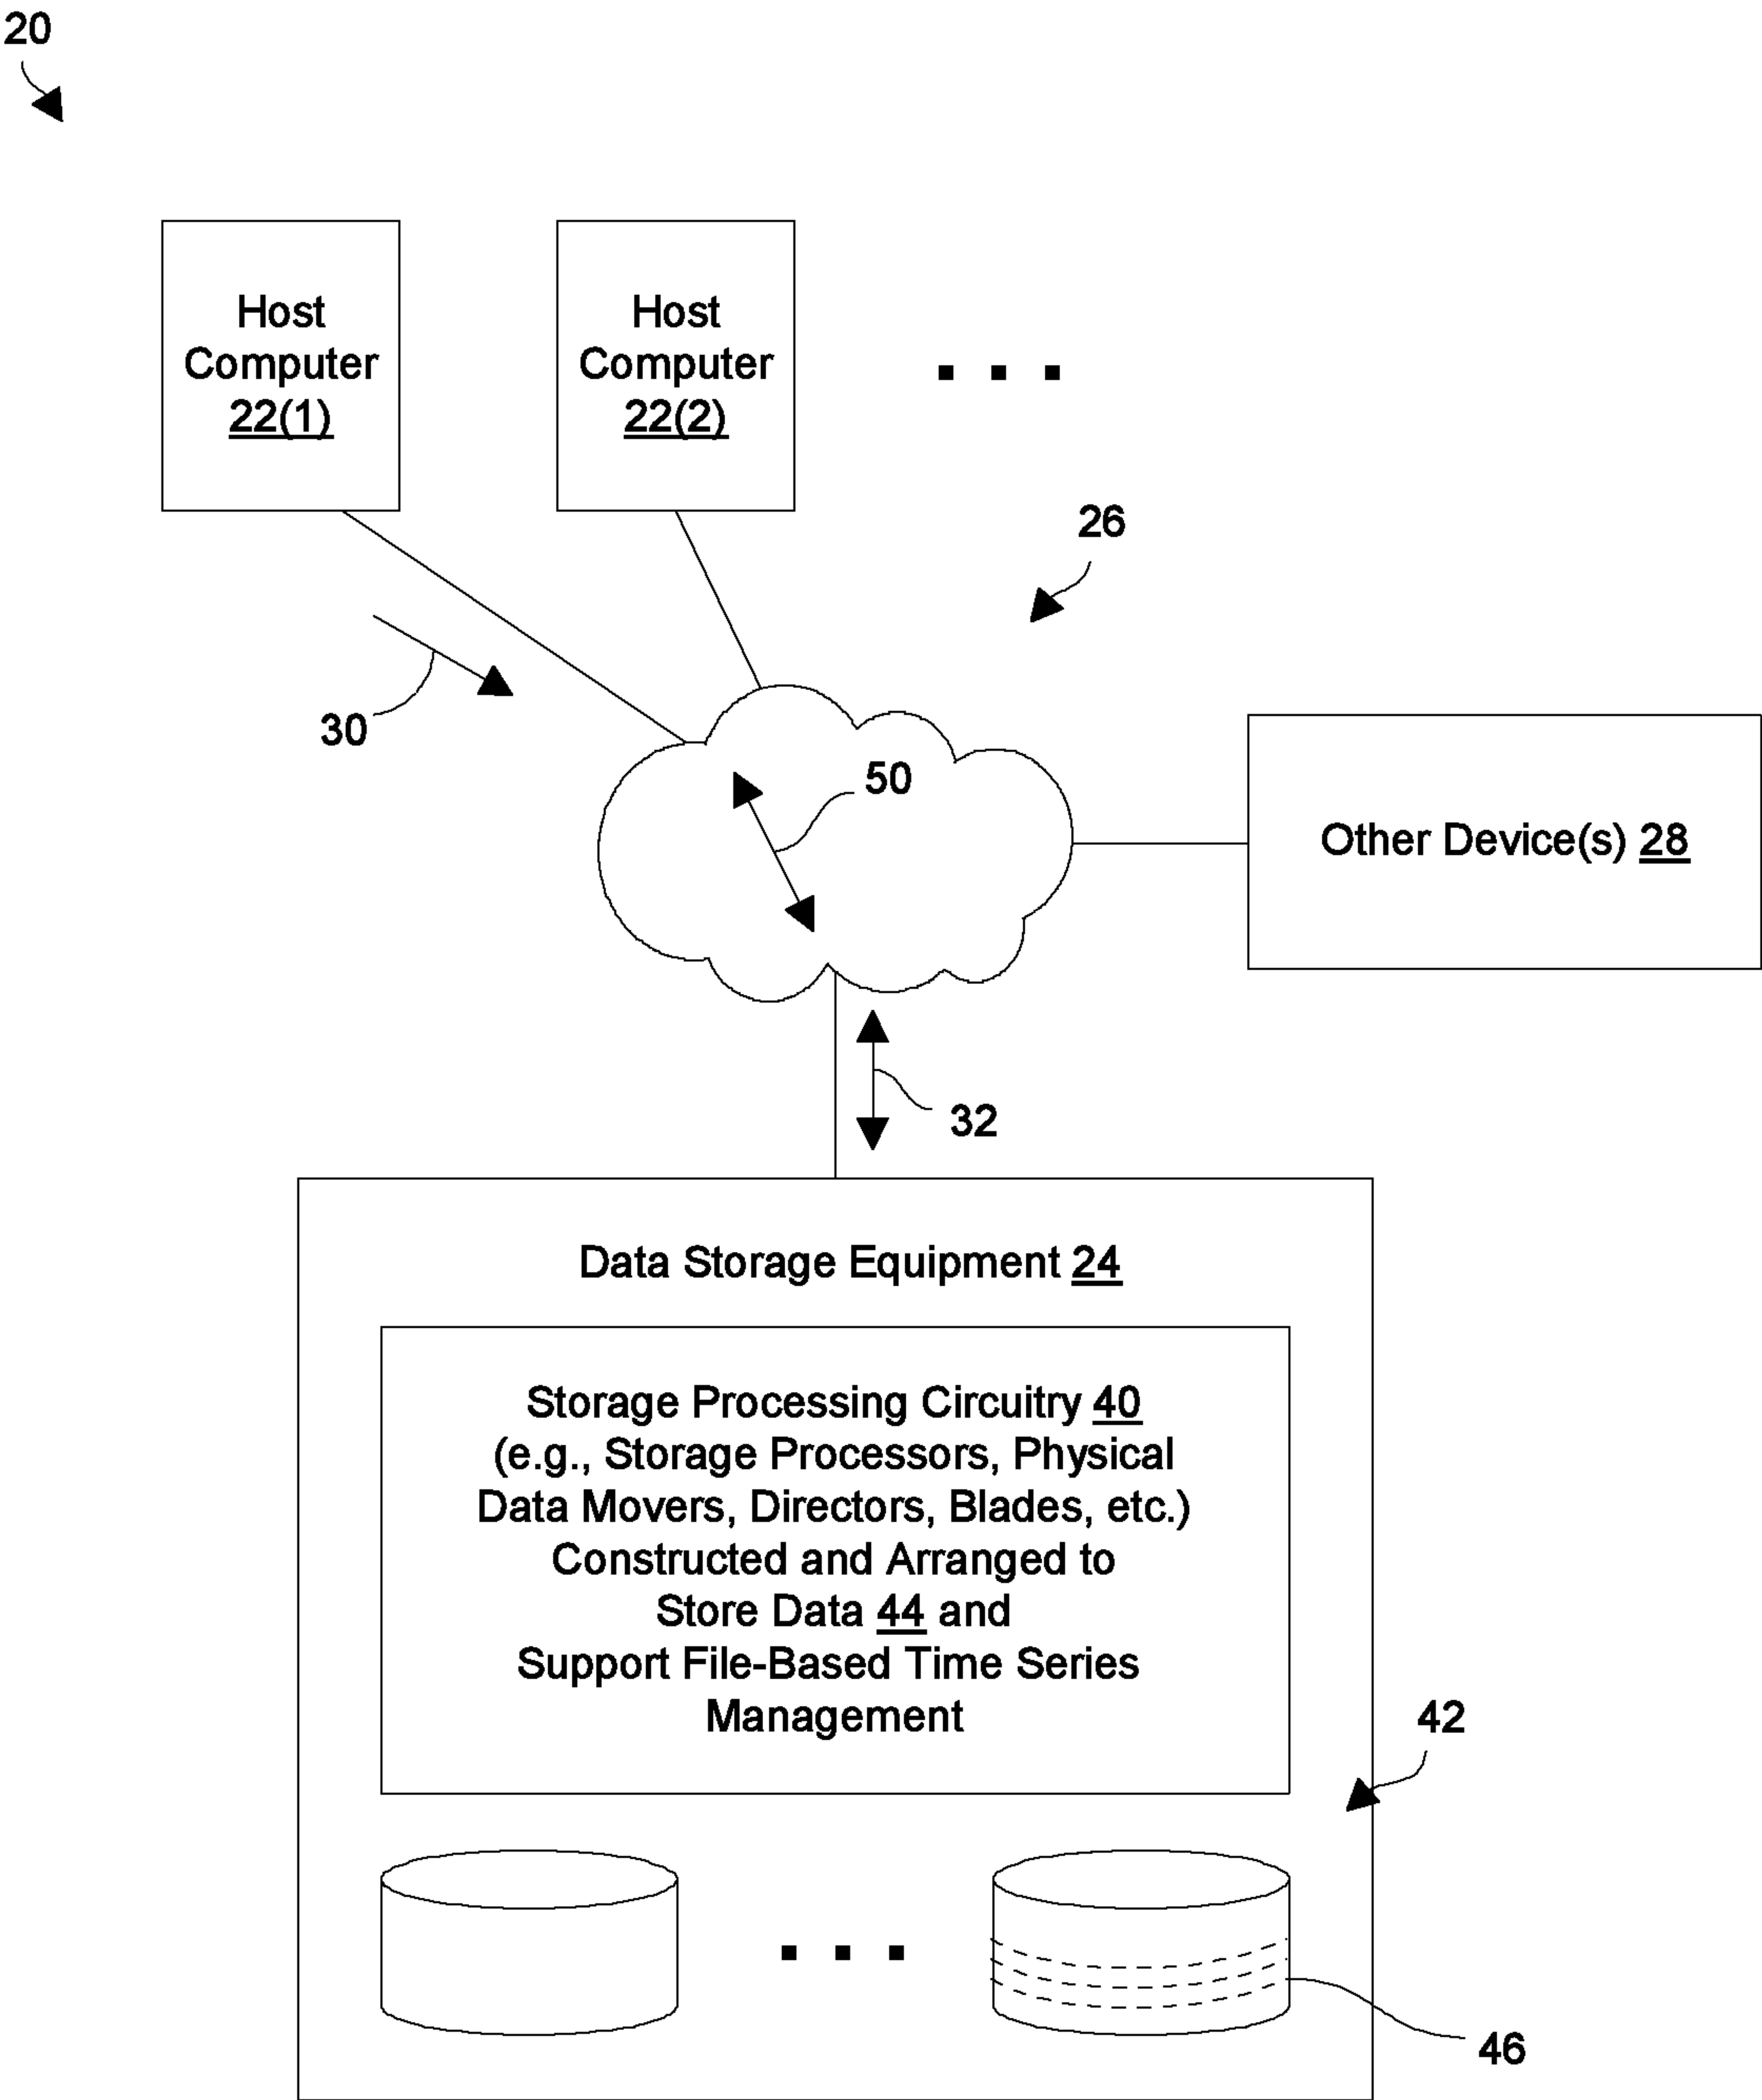 20
Host
Computer
22(1)
Host
Computer
22(2)
26
30
50
Other Device(s) 28
32
Data Storage Equipment 24
Storage Processing Circuitry 40
(e.g., Storage Processors, Physical
Data Movers, Directors, Blades, etc.)
Constructed and Arranged to
Store Data 44 and
Support File-Based Time Series
Management
42
46